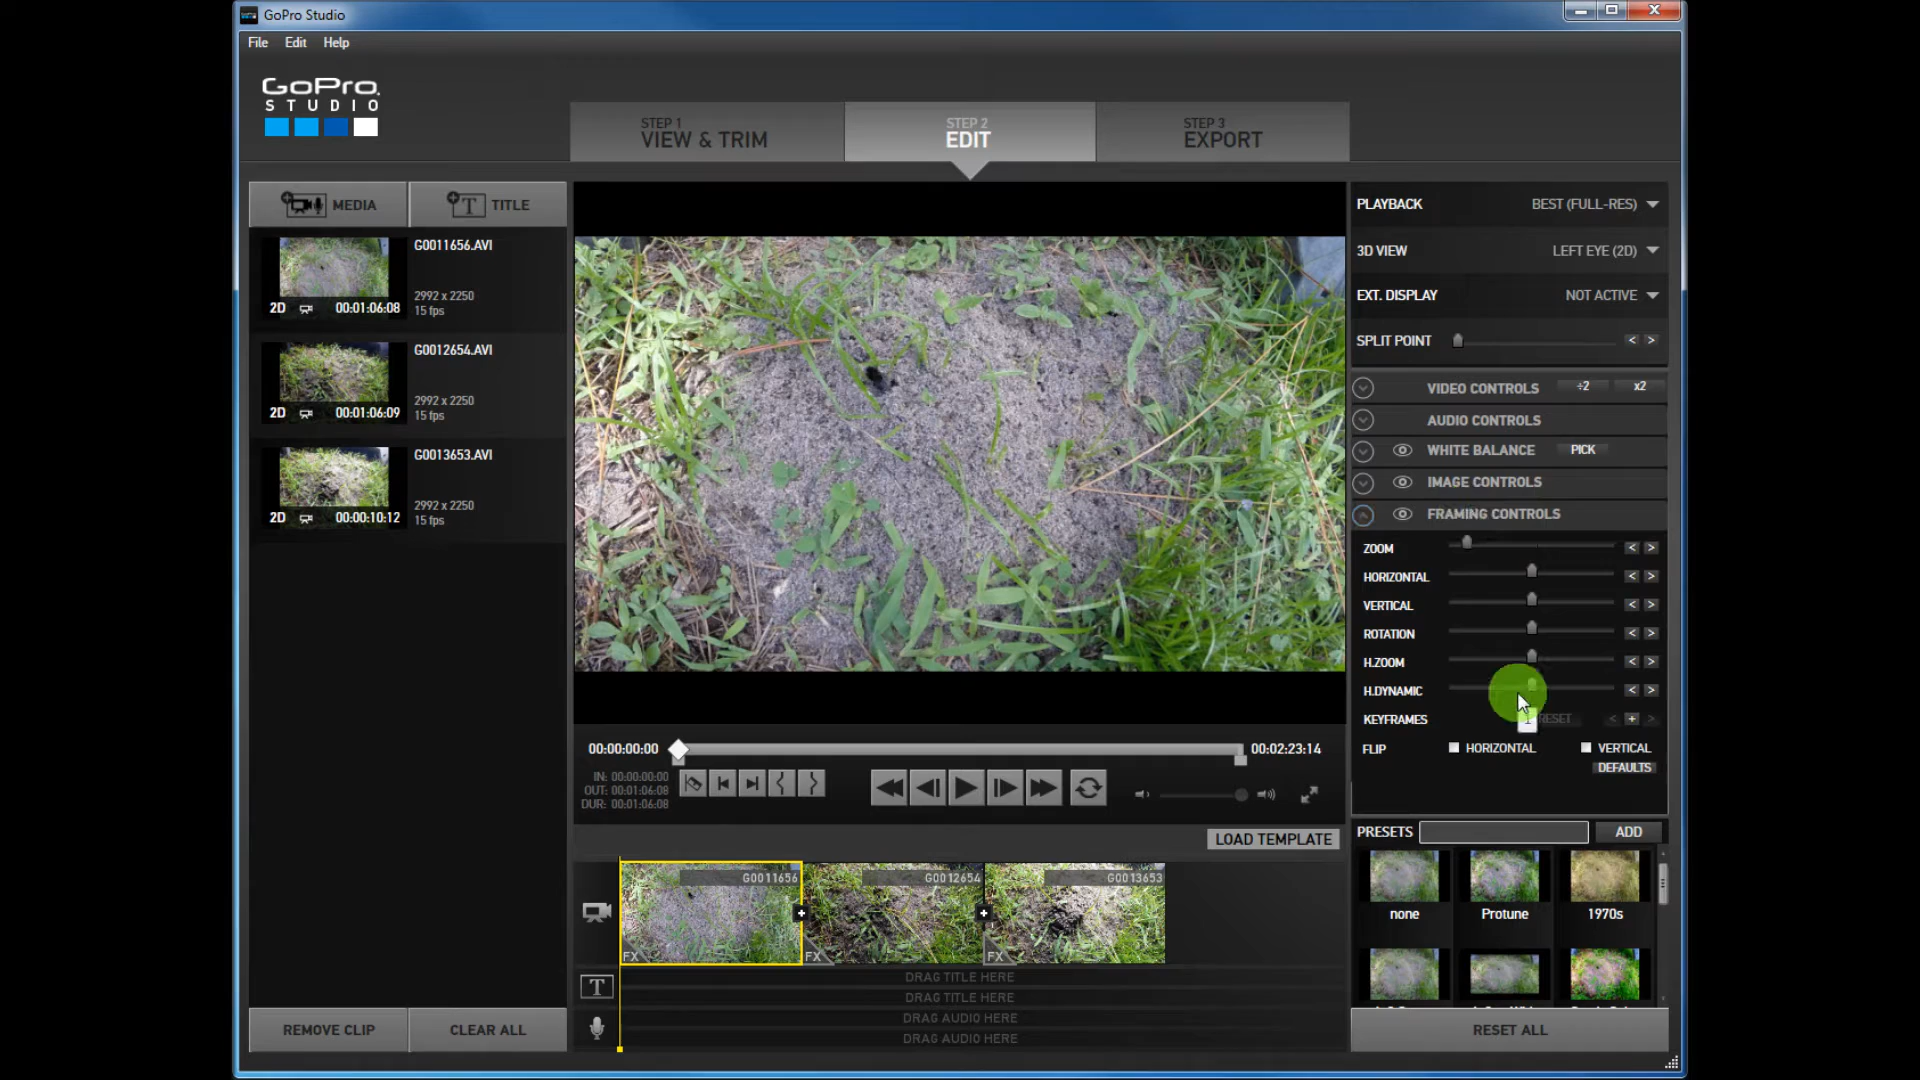 GoPro Studio
File Edit Help
GoPro
STUDIO
STEP 1
VIEW & TRIM
STEP 2
EDIT
STEP 3
EXPORT
MEDIA
TITLE
G0011656.AVI
2992 x 2250
15 fps
2D 00:01:06:08
G0012654.AVI
2992 x 2250
15 fps
2D 00:01:06:09
G0013653.AVI
2992 x 2250
15 fps
2D 00:00:10:12
REMOVE CLIP
CLEAR ALL
00:00:00:00
00:02:23:14
IN: 00:00:00:00
OUT: 00:01:06:08
DUR: 00:01:06:08
LOAD TEMPLATE
G0011656
G0012654
G0013653
FX
FX
FX
T
DRAG TITLE HERE
DRAG TITLE HERE
DRAG AUDIO HERE
DRAG AUDIO HERE
PLAYBACK BEST (FULL-RES)
3D VIEW LEFT EYE (2D)
EXT. DISPLAY NOT ACTIVE
SPLIT POINT < >
VIDEO CONTROLS ÷2 x2
AUDIO CONTROLS
WHITE BALANCE PICK
IMAGE CONTROLS
FRAMING CONTROLS
ZOOM < >
HORIZONTAL < >
VERTICAL < >
ROTATION < >
H.ZOOM < >
H.DYNAMIC < >
KEYFRAMES RESET < + >
FLIP HORIZONTAL VERTICAL
DEFAULTS
PRESETS ADD
none Protune 1970s
RESET ALL